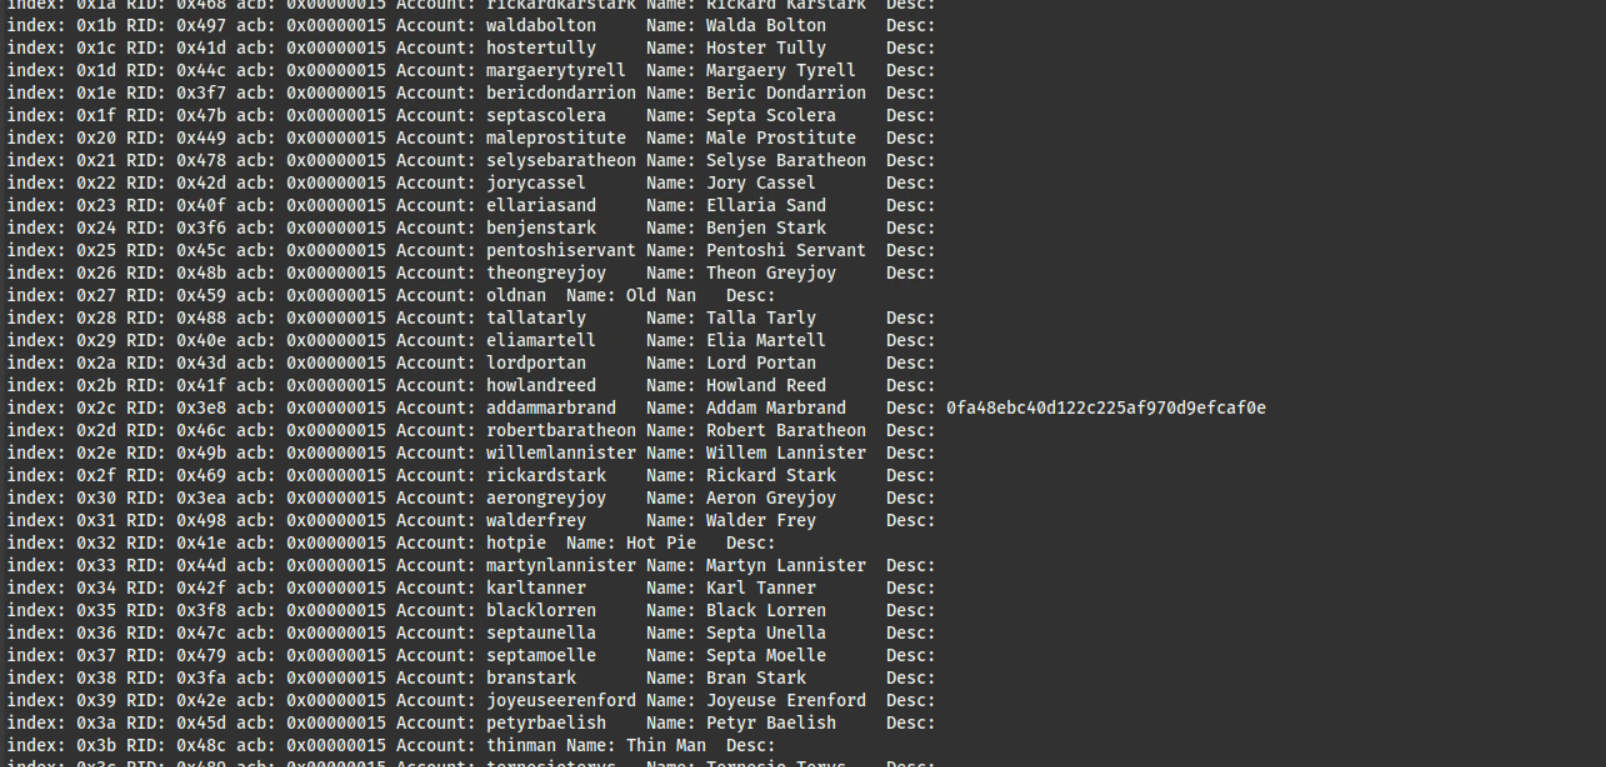 index: 0x1a RID: 0x468 acb: 0x00000015 Account: rickardkarstark Name: Rickard Karstark Desc:
index: 0x1b RID: 0x497 acb: 0x00000015 Account: waldabolton Name: Walda Bolton Desc:
index: 0x1c RID: 0x41d acb: 0x00000015 Account: hostertully Name: Hoster Tully Desc:
index: 0x1d RID: 0x44c acb: 0x00000015 Account: margaerytyrell Name: Margaery Tyrell Desc:
index: 0x1e RID: 0x3f7 acb: 0x00000015 Account: bericdondarrion Name: Beric Dondarrion Desc:
index: 0x1f RID: 0x47b acb: 0x00000015 Account: septascolera Name: Septa Scolera Desc:
index: 0x20 RID: 0x449 acb: 0x00000015 Account: maleprostitute Name: Male Prostitute Desc:
index: 0x21 RID: 0x478 acb: 0x00000015 Account: selysebaratheon Name: Selyse Baratheon Desc:
index: 0x22 RID: 0x42d acb: 0x00000015 Account: jorycassel Name: Jory Cassel Desc:
index: 0x23 RID: 0x40f acb: 0x00000015 Account: ellariasand Name: Ellaria Sand Desc:
index: 0x24 RID: 0x3f6 acb: 0x00000015 Account: benjenstark Name: Benjen Stark Desc:
index: 0x25 RID: 0x45c acb: 0x00000015 Account: pentoshiservant Name: Pentoshi Servant Desc:
index: 0x26 RID: 0x48b acb: 0x00000015 Account: theongreyjoy Name: Theon Greyjoy Desc:
index: 0x27 RID: 0x459 acb: 0x00000015 Account: oldnan Name: Old Nan Desc:
index: 0x28 RID: 0x488 acb: 0x00000015 Account: tallatarly Name: Talla Tarly Desc:
index: 0x29 RID: 0x40e acb: 0x00000015 Account: eliamartell Name: Elia Martell Desc:
index: 0x2a RID: 0x43d acb: 0x00000015 Account: lordportan Name: Lord Portan Desc:
index: 0x2b RID: 0x41f acb: 0x00000015 Account: howlandreed Name: Howland Reed Desc:
index: 0x2c RID: 0x3e8 acb: 0x00000015 Account: addammarbrand Name: Addam Marbrand Desc: 0fa48ebc40d122c225af970d9efcaf0e
index: 0x2d RID: 0x46c acb: 0x00000015 Account: robertbaratheon Name: Robert Baratheon Desc:
index: 0x2e RID: 0x49b acb: 0x00000015 Account: willemlannister Name: Willem Lannister Desc:
index: 0x2f RID: 0x469 acb: 0x00000015 Account: rickardstark Name: Rickard Stark Desc:
index: 0x30 RID: 0x3ea acb: 0x00000015 Account: aerongreyjoy Name: Aeron Greyjoy Desc:
index: 0x31 RID: 0x498 acb: 0x00000015 Account: walderfrey Name: Walder Frey Desc:
index: 0x32 RID: 0x41e acb: 0x00000015 Account: hotpie Name: Hot Pie Desc:
index: 0x33 RID: 0x44d acb: 0x00000015 Account: martynlannister Name: Martyn Lannister Desc:
index: 0x34 RID: 0x42f acb: 0x00000015 Account: karltanner Name: Karl Tanner Desc:
index: 0x35 RID: 0x3f8 acb: 0x00000015 Account: blacklorren Name: Black Lorren Desc:
index: 0x36 RID: 0x47c acb: 0x00000015 Account: septaunella Name: Septa Unella Desc:
index: 0x37 RID: 0x479 acb: 0x00000015 Account: septamoelle Name: Septa Moelle Desc:
index: 0x38 RID: 0x3fa acb: 0x00000015 Account: branstark Name: Bran Stark Desc:
index: 0x39 RID: 0x42e acb: 0x00000015 Account: joyeuseerenford Name: Joyeuse Erenford Desc:
index: 0x3a RID: 0x45d acb: 0x00000015 Account: petyrbaelish Name: Petyr Baelish Desc:
index: 0x3b RID: 0x48c acb: 0x00000015 Account: thinman Name: Thin Man Desc:
index: 0x3c RID: 0x489 acb: 0x00000015 Account: Name: Desc: